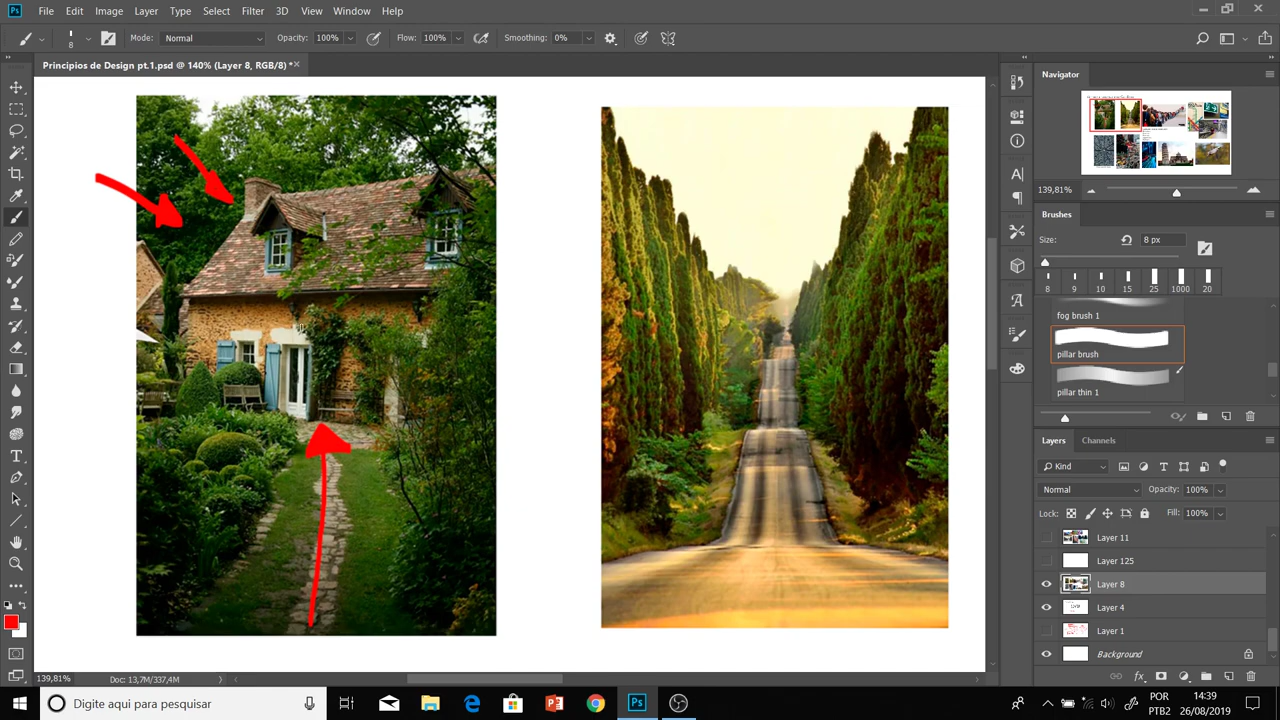 Ps File Edit Image Layer Type Select Filter 3D View Window Help
8 Mode: Normal Opacity: 100% Flow: 100% Smoothing: 0%
Principios de Design pt.1.psd @ 140% (Layer 8, RGB/8) *
Navigator
139,81%
Brushes
Size: 8 px
8 9 10 15 25 1000 20
fog brush 1
pillar brush
pillar thin 1
Layers Channels
Kind
Normal Opacity: 100%
Lock: Fill: 100%
Layer 11
Layer 125
Layer 8
Layer 4
Layer 1
Background
139,81% Doc: 13,7M/337,4M
Digite aqui para pesquisar
POR 14:39
PTB2 26/08/2019